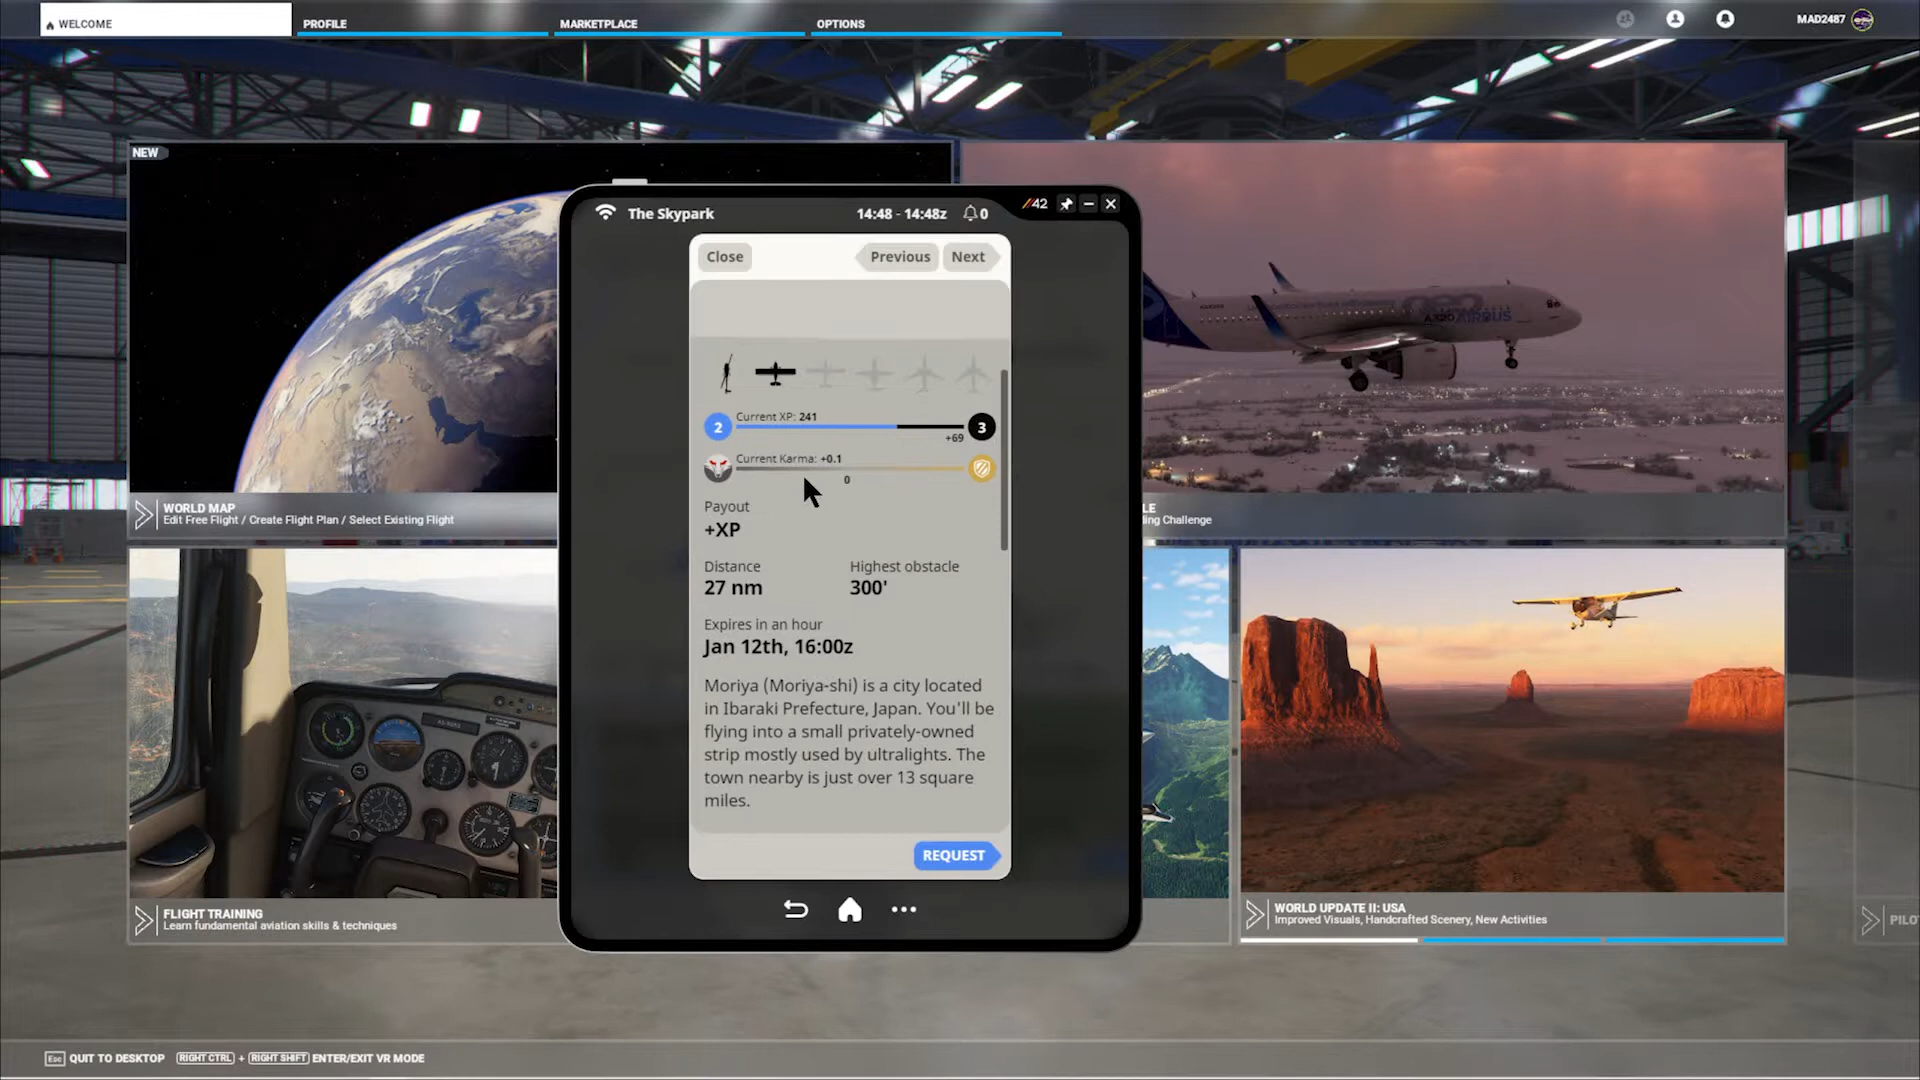 WELCOME
PROFILE
MARKETPLACE
OPTIONS
MAD2487
NEW
WORLD MAP
Edit Free Flight / Create Flight Plan / Select Existing Flight
The Skypark
14:48 - 14:48z
0
//42
Close
Previous
Next
Current XP: 241
2
3
+69
Current Karma: +0.1
0
Payout
+XP
Distance
27 nm
Highest obstacle
300'
Expires in an hour
Jan 12th, 16:00z
Moriya (Moriya-shi) is a city located
in Ibaraki Prefecture, Japan. You'll be
flying into a small privately-owned
strip mostly used by ultralights. The
town nearby is just over 13 square
miles.
REQUEST
A320 AIRBUS
LE
ing Challenge
FLIGHT TRAINING
Learn fundamental aviation skills & techniques
WORLD UPDATE II: USA
Improved Visuals, Handcrafted Scenery, New Activities
PILO
Esc QUIT TO DESKTOP RIGHT CTRL + RIGHT SHIFT ENTER/EXIT VR MODE